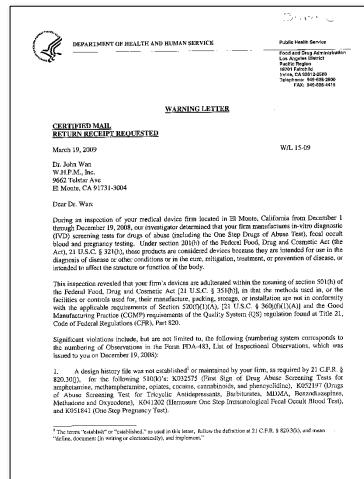 DEPARTMENT OF HEALTH AND HUMAN SERVICE
Public Health Service
Food and Drug Administration
Los Angeles District
Pacific Region
19701 Fairchild
Irvine, CA 92612-2506
Telephone: 949-608-2900
FAX: 949-608-4415
WARNING LETTER
CERTIFIED MAIL
RETURN RECEIPT REQUESTED
March 19, 2009
W/L 15-09
Dr. John Wan
W.H.P.M., Inc.
9662 Telstar Ave
El Monte, CA 91731-3004
Dear Dr. Wan:
During an inspection of your medical device firm located in El Monte, California from December 1
through December 19, 2008, our investigator determined that your firm manufactures in-vitro diagnostic
(IVD) screening tests for drugs of abuse (including the One Step Drugs of Abuse Test), fecal occult
blood and pregnancy testing. Under section 201(h) of the Federal Food, Drug and Cosmetic Act (the
Act), 21 U.S.C. § 321(h), these products are considered devices because they are intended for use in the
diagnosis of disease or other conditions or in the cure, mitigation, treatment, or prevention of disease, or
intended to affect the structure or function of the body.
This inspection revealed that your firm's devices are adulterated within the meaning of section 501(h) of
the Federal Food, Drug and Cosmetic Act [21 U.S.C. § 351(h)], in that the methods used in, or the
facilities or controls used for, their manufacture, packing, storage, or installation are not in conformity
with the applicable requirements of Section 520(f)(1)(A), [21 U.S.C. § 360j(f)(1)(A)] and the Good
Manufacturing Practice (CGMP) requirements of the Quality System (QS) regulation found at Title 21,
Code of Federal Regulations (CFR), Part 820.
Significant violations include, but are not limited to, the following (numbering system corresponds to
the numbering of Observations in the Form FDA-483, List of Inspectional Observations, which was
issued to you on December 19, 2008):
1. A design history file was not established¹ or maintained by your firm, as required by 21 C.F.R. §
820.30(j), for the following 510(k)'s: K032575 (First Sign of Drug Abuse Screening Tests for
amphetamine, methamphetamine, opiates, cocaine, cannabinoids, and phencyclidine), K052197 (Drugs
of Abuse Screening Test for Tricyclic Antidepressants, Barbiturates, MDMA, Benzodiazephines,
Methadone and Oxycodone), K041202 (Hemosure One Step Immunological Fecal Occult Blood Test),
and K051841 (One Step Pregnancy Test).
¹ The terms "establish" or "established," as used in this letter, follow the definition at 21 C.F.R. § 820.3(k), and mean
"define, document (in writing or electronically), and implement."